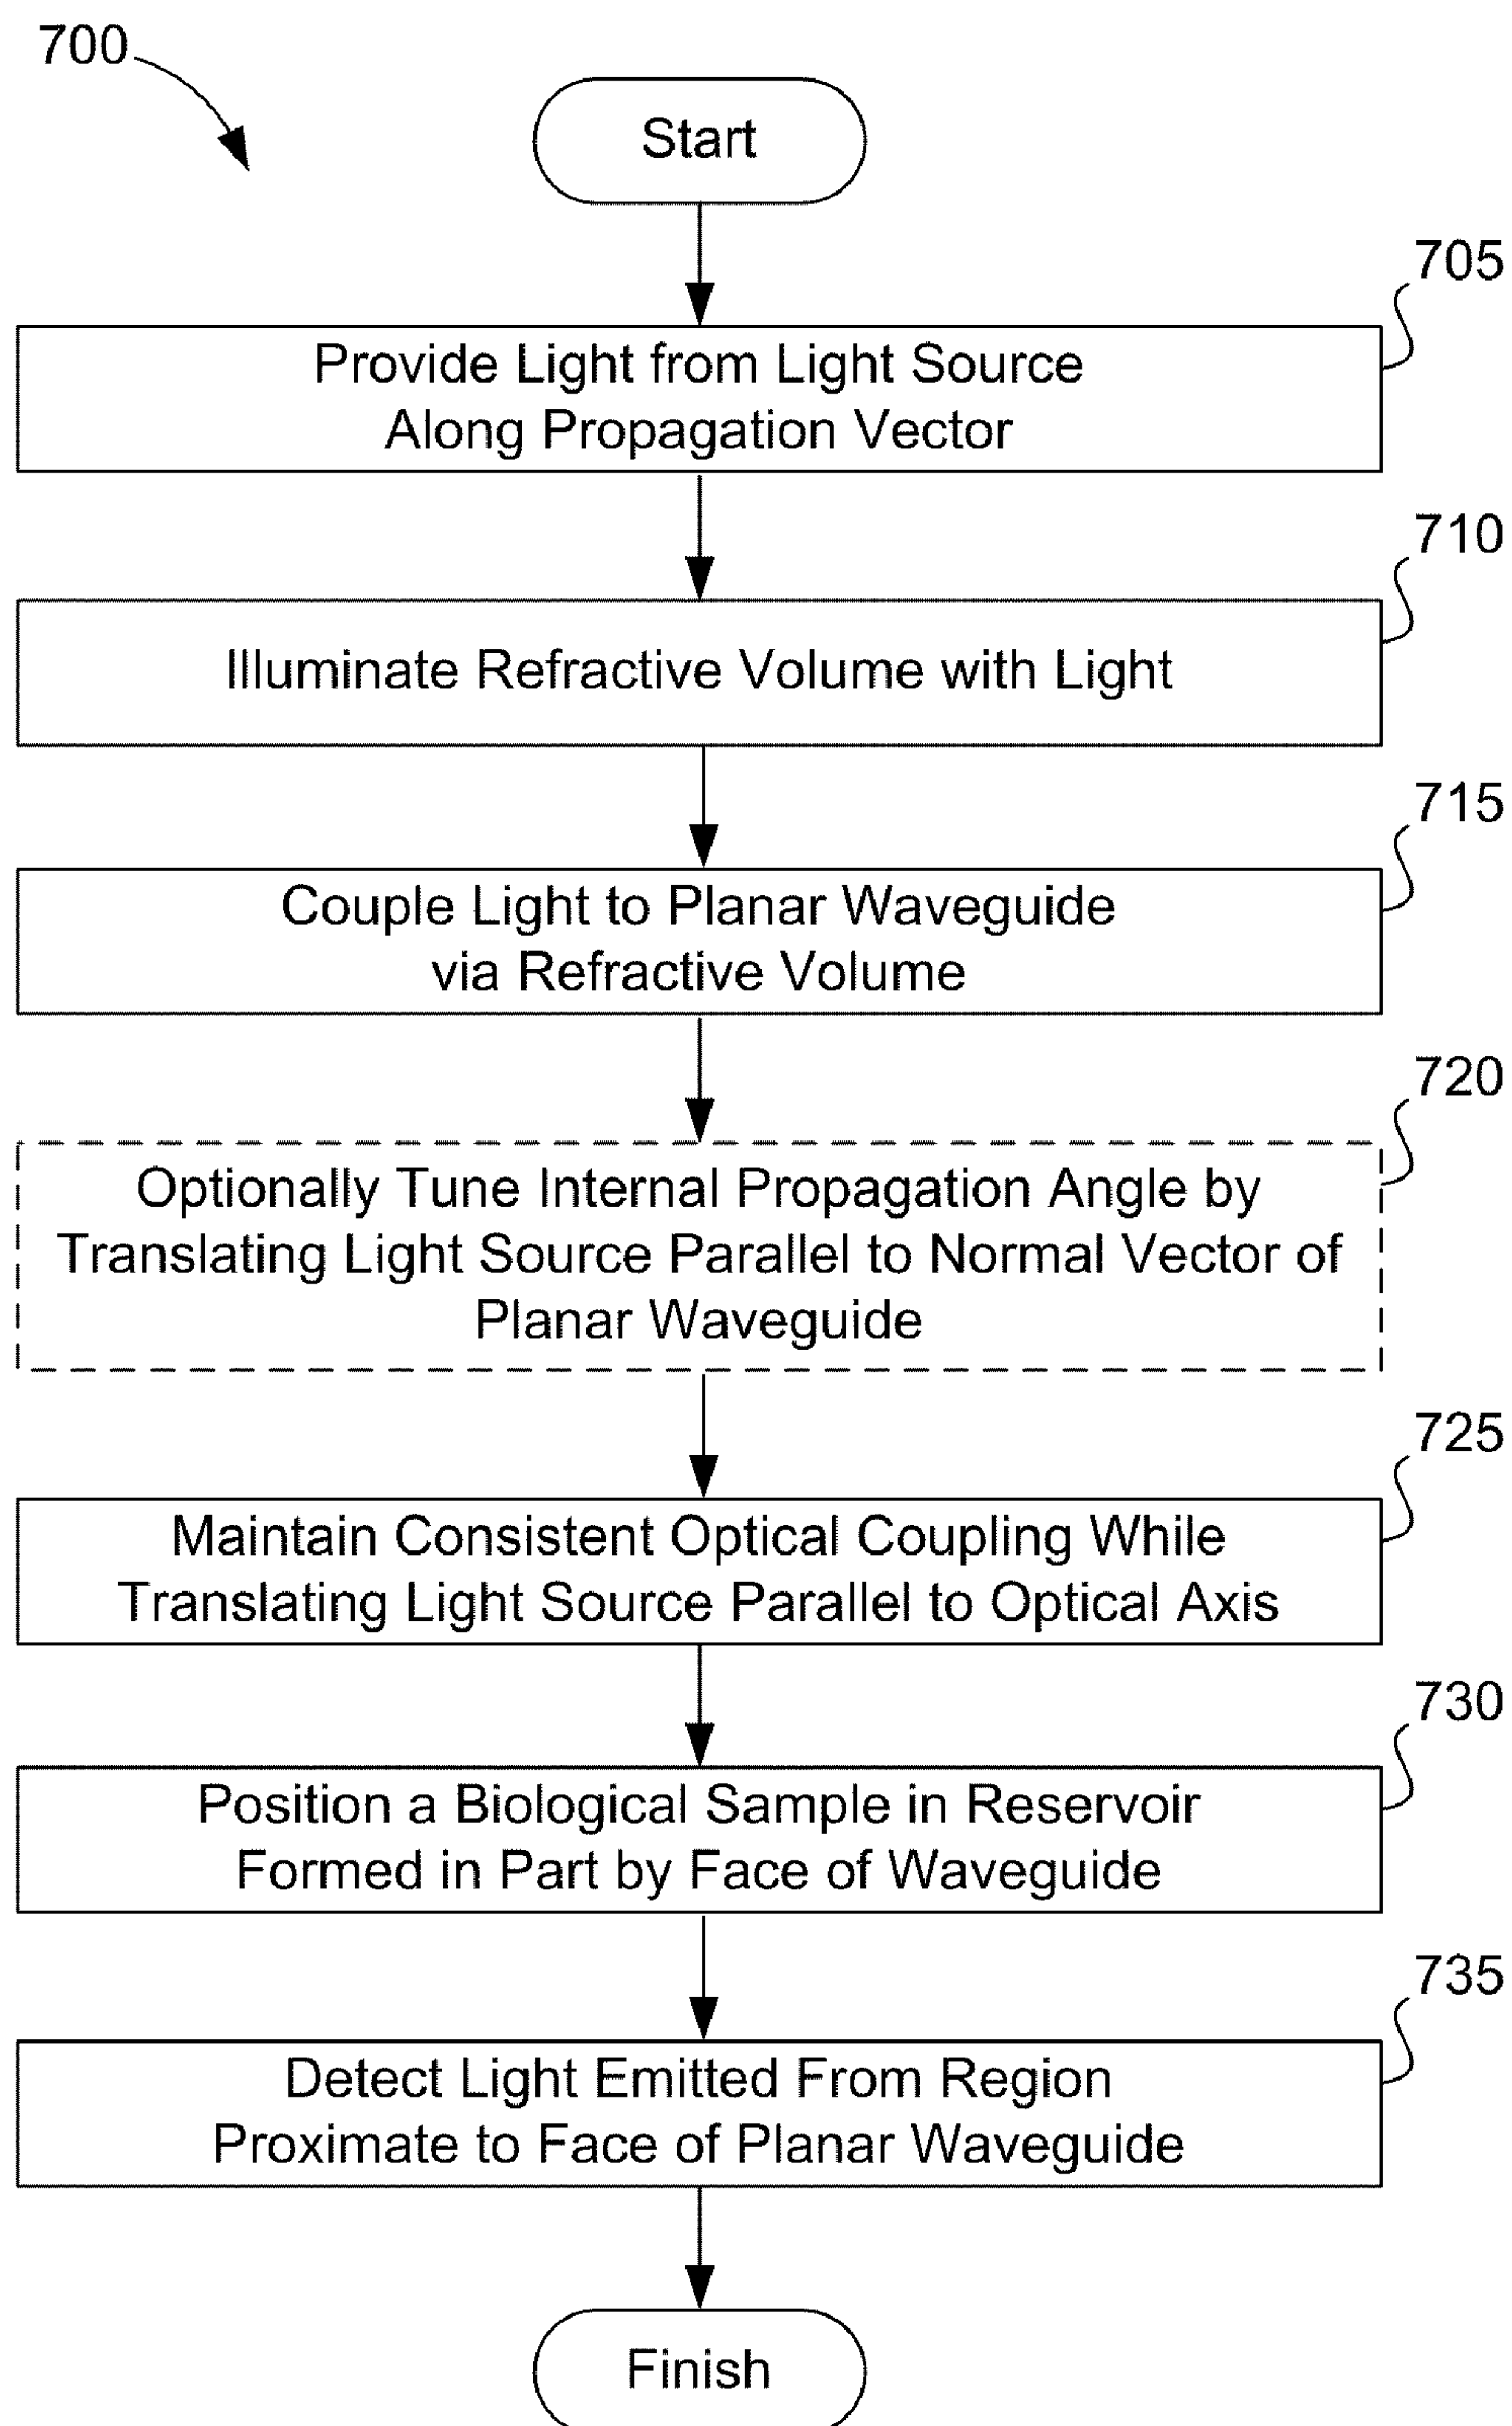 700
Start
705
Provide Light from Light Source
Along Propagation Vector
710
Illuminate Refractive Volume with Light
715
Couple Light to Planar Waveguide
via Refractive Volume
720
Optionally Tune Internal Propagation Angle by
Translating Light Source Parallel to Normal Vector of
Planar Waveguide
725
Maintain Consistent Optical Coupling While
Translating Light Source Parallel to Optical Axis
730
Position a Biological Sample in Reservoir
Formed in Part by Face of Waveguide
735
Detect Light Emitted From Region
Proximate to Face of Planar Waveguide
Finish